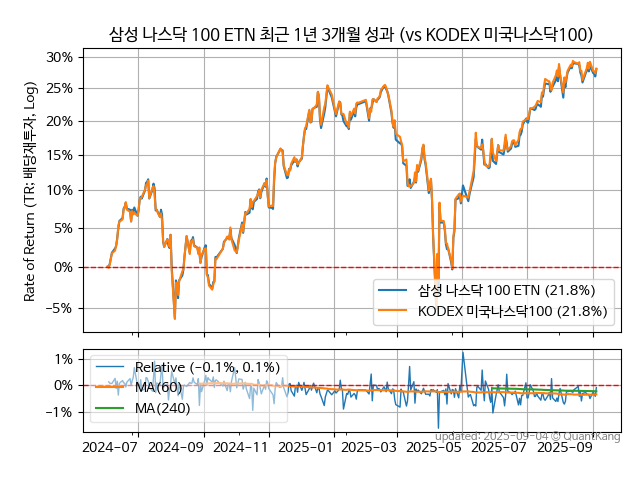 삼성 나스닥 100 ETN 최근 1년 3개월 성과 (vs KODEX 미국나스닥100)
Rate of Return (TR: 배당재투자, Log)
30%
25%
20%
15%
10%
5%
0%
−5%
삼성 나스닥 100 ETN (21.8%)
KODEX 미국나스닥100 (21.8%)
1%
0%
−1%
Relative (−0.1%, 0.1%)
MA(60)
MA(240)
2024−07
2024−09
2024−11
2025−01
2025−03
2025−05
2025−07
2025−09
updated: 2025−09−04 © QuantKang